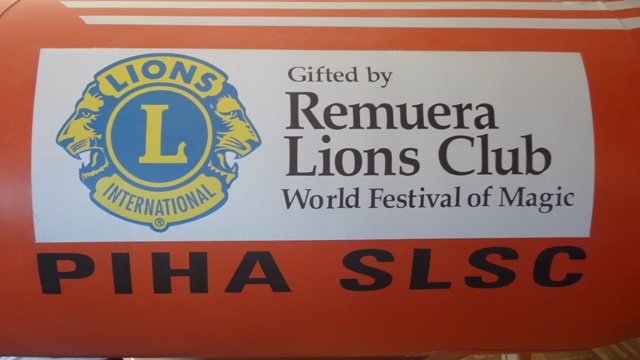 LIONS
L
INTERNATIONAL
®
Gifted by
Remuera
Lions Club
World Festival of Magic
PIHA SLSC